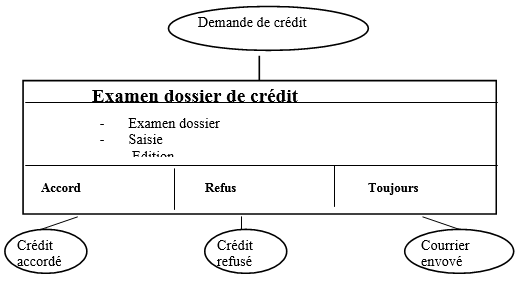 Demande de crédit
Examen dossier de crédit
- Examen dossier
- Saisie
Edition
Accord Refus Toujours
Crédit accordé
Crédit refusé
Courrier envoyé